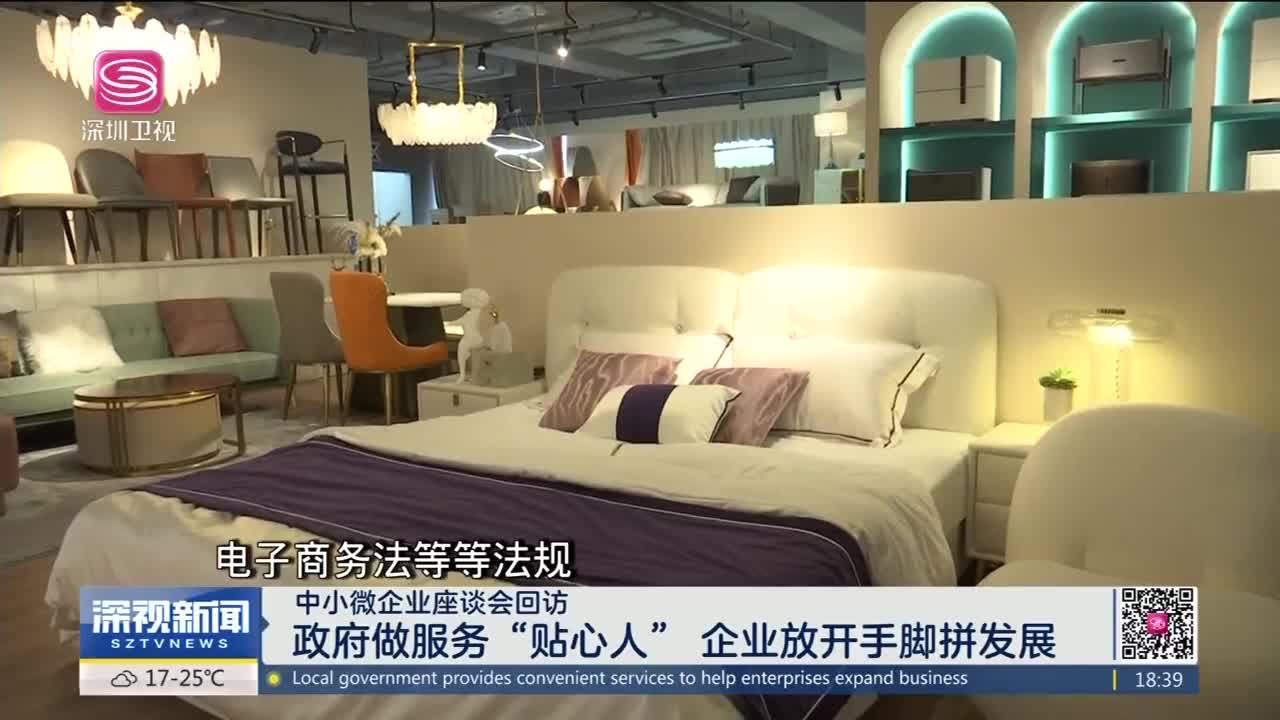 深圳卫视
电子商务法等等法规
深视新闻
SZTVNEWS
中小微企业座谈会回访
政府做服务“贴心人” 企业放开手脚拼发展
17-25℃
Local government provides convenient services to help enterprises expand business
18:39